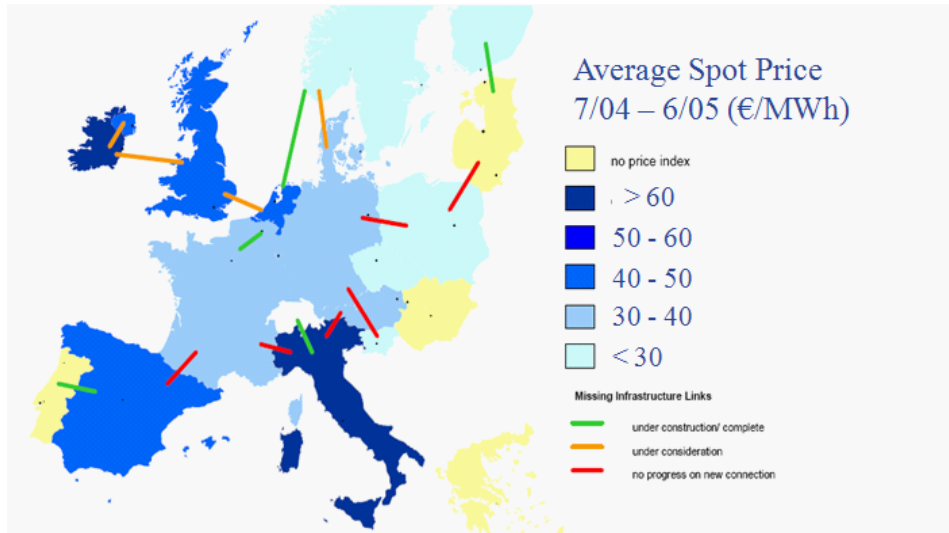 Average Spot Price
7/04 – 6/05 (€/MWh)
no price index
> 60
50 - 60
40 - 50
30 - 40
< 30
Missing Infrastructure Links
under construction/ complete
under consideration
no progress on new connection